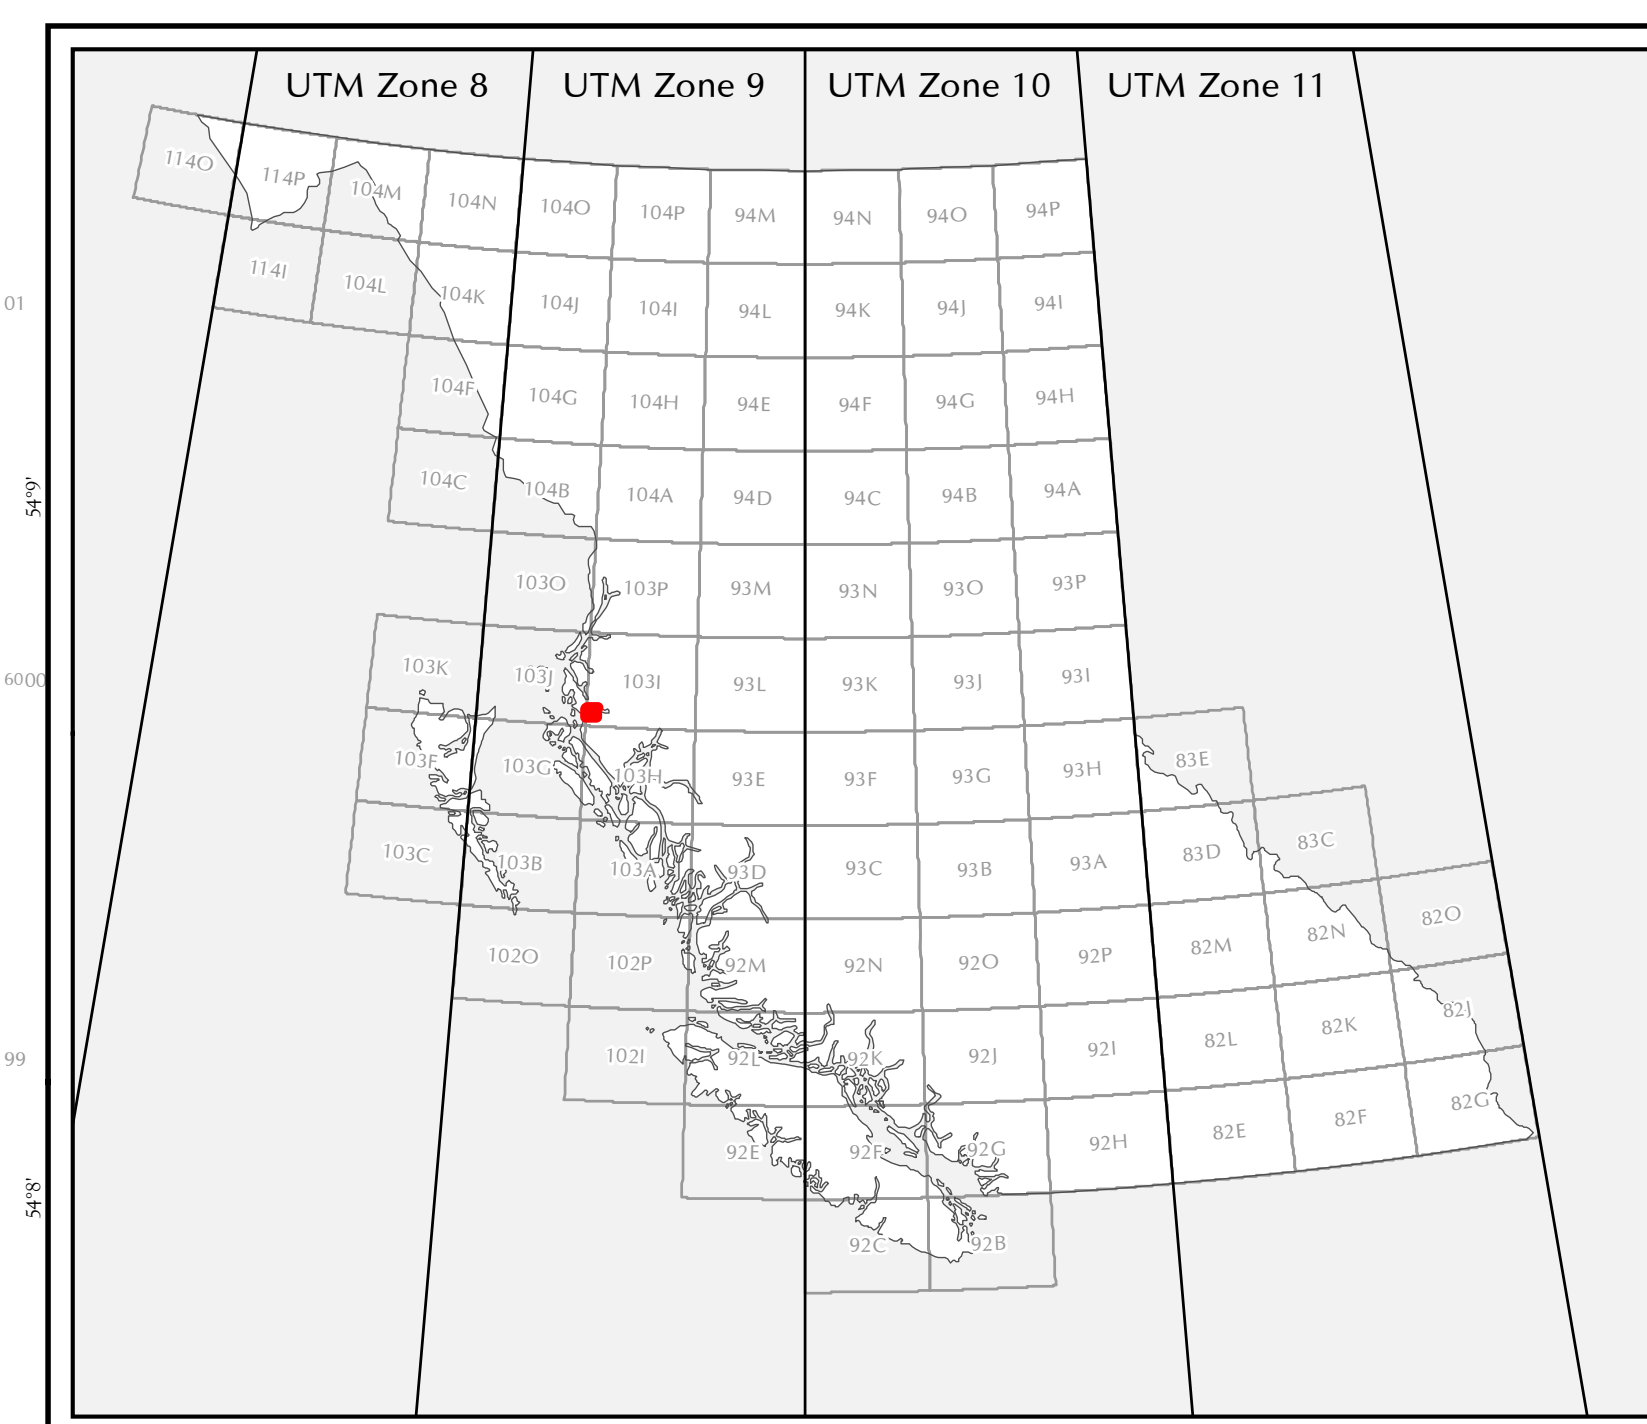 UTM Zone 8 UTM Zone 9 UTM Zone 10 UTM Zone 11
114O 114P 104M 104N 104O 104P 94M 94N 94O 94P
01 114I 104L 104K 104J 104I 94L 94K 94J 94I
104F 104G 104H 94E 94F 94G 94H
54°9' 104C 104B 104A 94D 94C 94B 94A
103O 103P 93M 93N 93O 93P
6000 103K 103J 103I 93L 93K 93J 93I
103F 103G 103H 93E 93F 93G 93H 83E
103C 103B 103A 93D 93C 93B 93A 83D 83C
102O 102P 92M 92N 92O 92P 82M 82N 82O
99 102I 92L 92K 92J 92I 82L 82K 82J
54°8' 92E 92F 92G 92H 82E 82F 82G
92C 92B